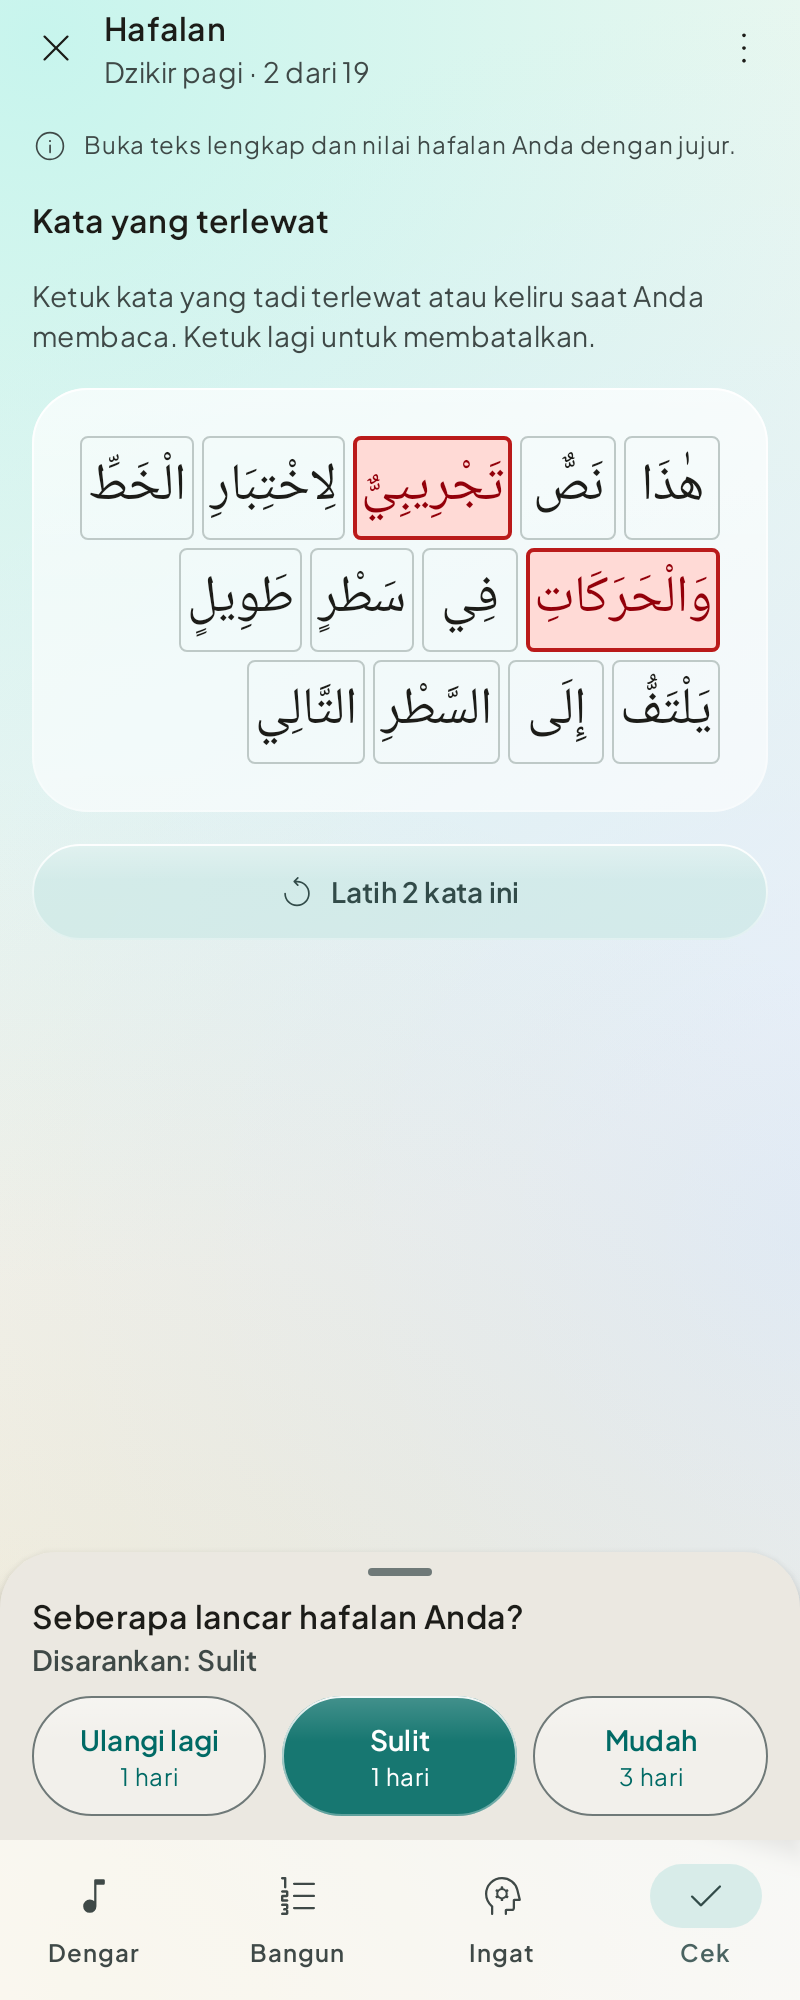 Hafalan
Dzikir pagi · 2 dari 19
Buka teks lengkap dan nilai hafalan Anda dengan jujur.
Kata yang terlewat
Ketuk kata yang tadi terlewat atau keliru saat Anda
membaca. Ketuk lagi untuk membatalkan.
هٰذَا نَصٌّ تَجْرِيبِيٌّ لِاخْتِبَارِ الْخَطِّ
وَالْحَرَكَاتِ فِي سَطْرٍ طَوِيلٍ
يَلْتَفُّ إِلَى السَّطْرِ التَّالِي
Latih 2 kata ini
Seberapa lancar hafalan Anda?
Disarankan: Sulit
Ulangi lagi Sulit Mudah
1 hari 1 hari 3 hari
Dengar Bangun Ingat Cek